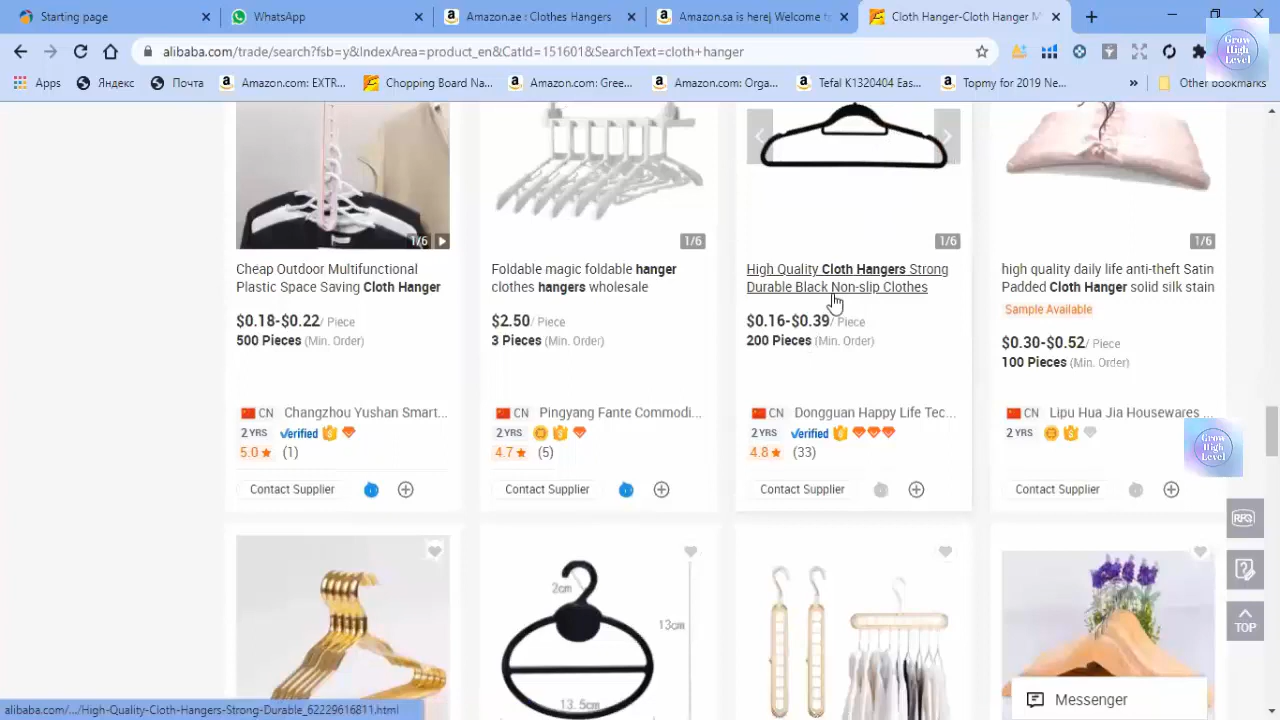 Starting page
WhatsApp
Amazon.ae : Clothes Hangers
Amazon.sa is here| Welcome t
Cloth Hanger-Cloth Hanger M
alibaba.com/trade/search?fsb=y&IndexArea=product_en&CatId=151601&SearchText=cloth+hanger
Grow
High
Level
Apps
Яндекс
Почта
Amazon.com: EXTR...
Chopping Board Na...
Amazon.com: Gree...
Amazon.com: Orga...
Tefal K1320404 Eas...
Topmy for 2019 Ne...
»
Other bookmarks
1/6
1/6
1/6
1/6
Cheap Outdoor Multifunctional
Plastic Space Saving Cloth Hanger
$0.18-$0.22/ Piece
500 Pieces (Min. Order)
CN Changzhou Yushan Smart...
2 YRS Verified
5.0 (1)
Contact Supplier
Foldable magic foldable hanger
clothes hangers wholesale
$2.50/ Piece
3 Pieces (Min. Order)
CN Pingyang Fante Commodi...
2 YRS
4.7 (5)
Contact Supplier
High Quality Cloth Hangers Strong
Durable Black Non-slip Clothes
$0.16-$0.39/ Piece
200 Pieces (Min. Order)
CN Dongguan Happy Life Tec...
2 YRS Verified
4.8 (33)
Contact Supplier
high quality daily life anti-theft Satin
Padded Cloth Hanger solid silk stain
Sample Available
$0.30-$0.52/ Piece
100 Pieces (Min. Order)
CN Lipu Hua Jia Housewares ...
2 YRS
Contact Supplier
Grow
High
Level
RFQ
TOP
2cm
13cm
13.5cm
Messenger
alibaba.com/.../High-Quality-Cloth-Hangers-Strong-Durable_62229616811.html